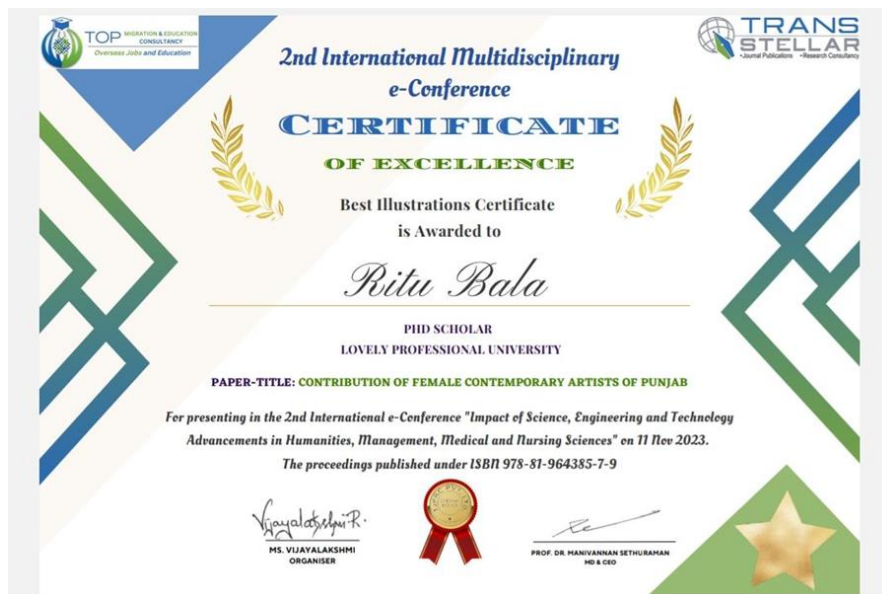 TOP MIGRATION & EDUCATION
CONSULTANCY
Overseas Jobs and Education
TRANS
STELLAR
•Journal Publications •Research Consultancy
2nd International Multidisciplinary
e-Conference
CERTIFICATE
OF EXCELLENCE
Best Illustrations Certificate
is Awarded to
Ritu Bala
PHD SCHOLAR
LOVELY PROFESSIONAL UNIVERSITY
PAPER-TITLE: CONTRIBUTION OF FEMALE CONTEMPORARY ARTISTS OF PUNJAB
For presenting in the 2nd International e-Conference "Impact of Science, Engineering and Technology
Advancements in Humanities, Management, Medical and Nursing Sciences" on 11 Nov 2023.
The proceedings published under ISBN 978-81-964385-7-9
Vijayalakshmi R.
MS. VIJAYALAKSHMI
ORGANISER
PROF. DR. MANIVANNAN SETHURAMAN
MD & CEO